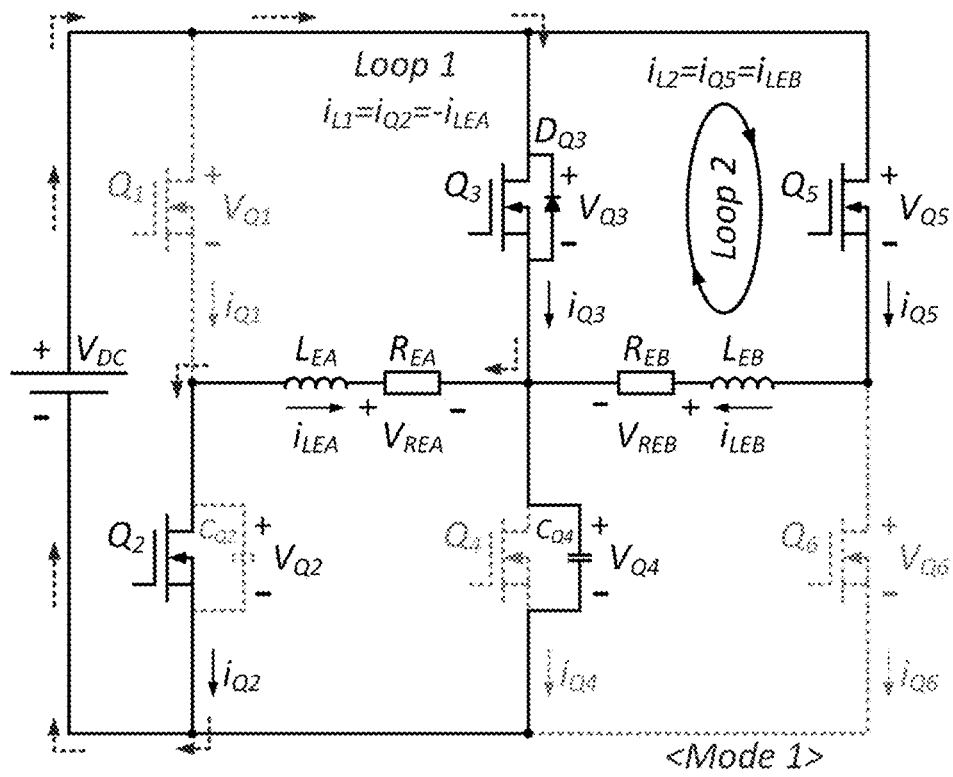 Loop 1
i_L1=i_Q2=-i_LEA
i_L2=i_Q5=i_LEB
D_Q3
Q_1
+
V_Q1
-
Q_3
+
V_Q3
-
Loop 2
Q_5
+
V_Q5
-
i_Q1
i_Q3
i_Q5
+
V_DC
-
L_EA
R_EA
R_EB
L_EB
i_LEA
+
V_REA
-
-
V_REB
+
i_LEB
Q_2
C_Q2
+
V_Q2
-
Q_4
C_Q4
+
V_Q4
-
Q_6
+
V_Q6
-
i_Q2
i_Q4
i_Q6
<Mode 1>